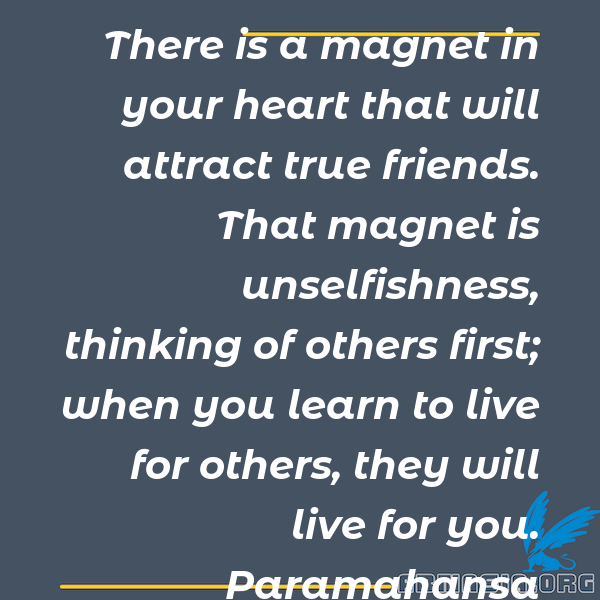 There is a magnet in
your heart that will
attract true friends.
That magnet is
unselfishness,
thinking of others first;
when you learn to live
for others, they will
live for you.
Paramahansa